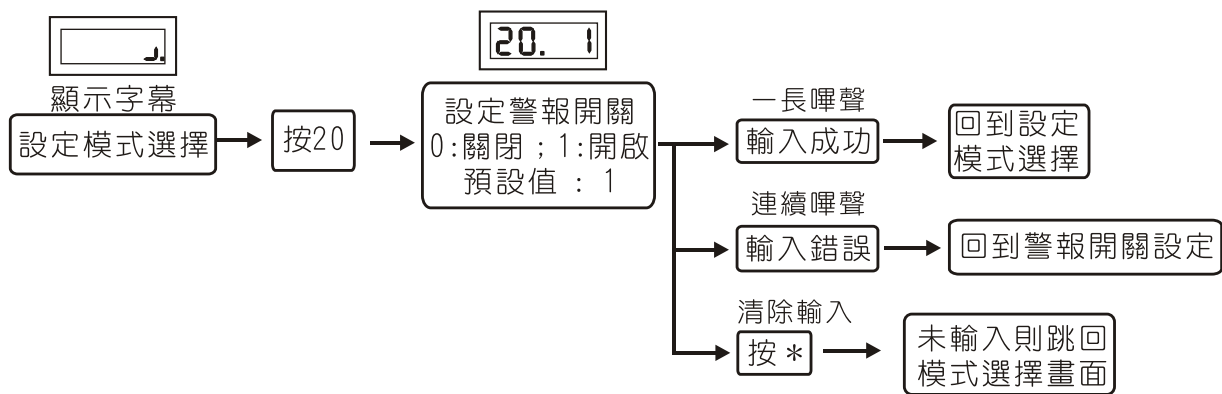 顯示字幕
設定模式選擇
按20
20. 1
設定警報開關
0:關閉；1:開啟
預設值：1
一長嗶聲
輸入成功
回到設定
模式選擇
連續嗶聲
輸入錯誤
回到警報開關設定
清除輸入
按*
未輸入則跳回
模式選擇畫面